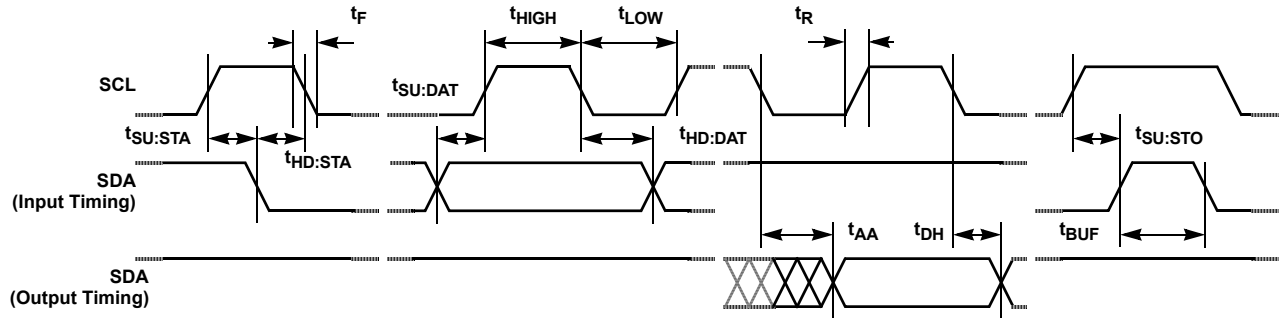 tF
tHIGH
tLOW
tR
SCL
tSU:DAT
tSU:STA
tHD:STA
tHD:DAT
tSU:STO
SDA
(Input Timing)
tAA
tDH
tBUF
SDA
(Output Timing)